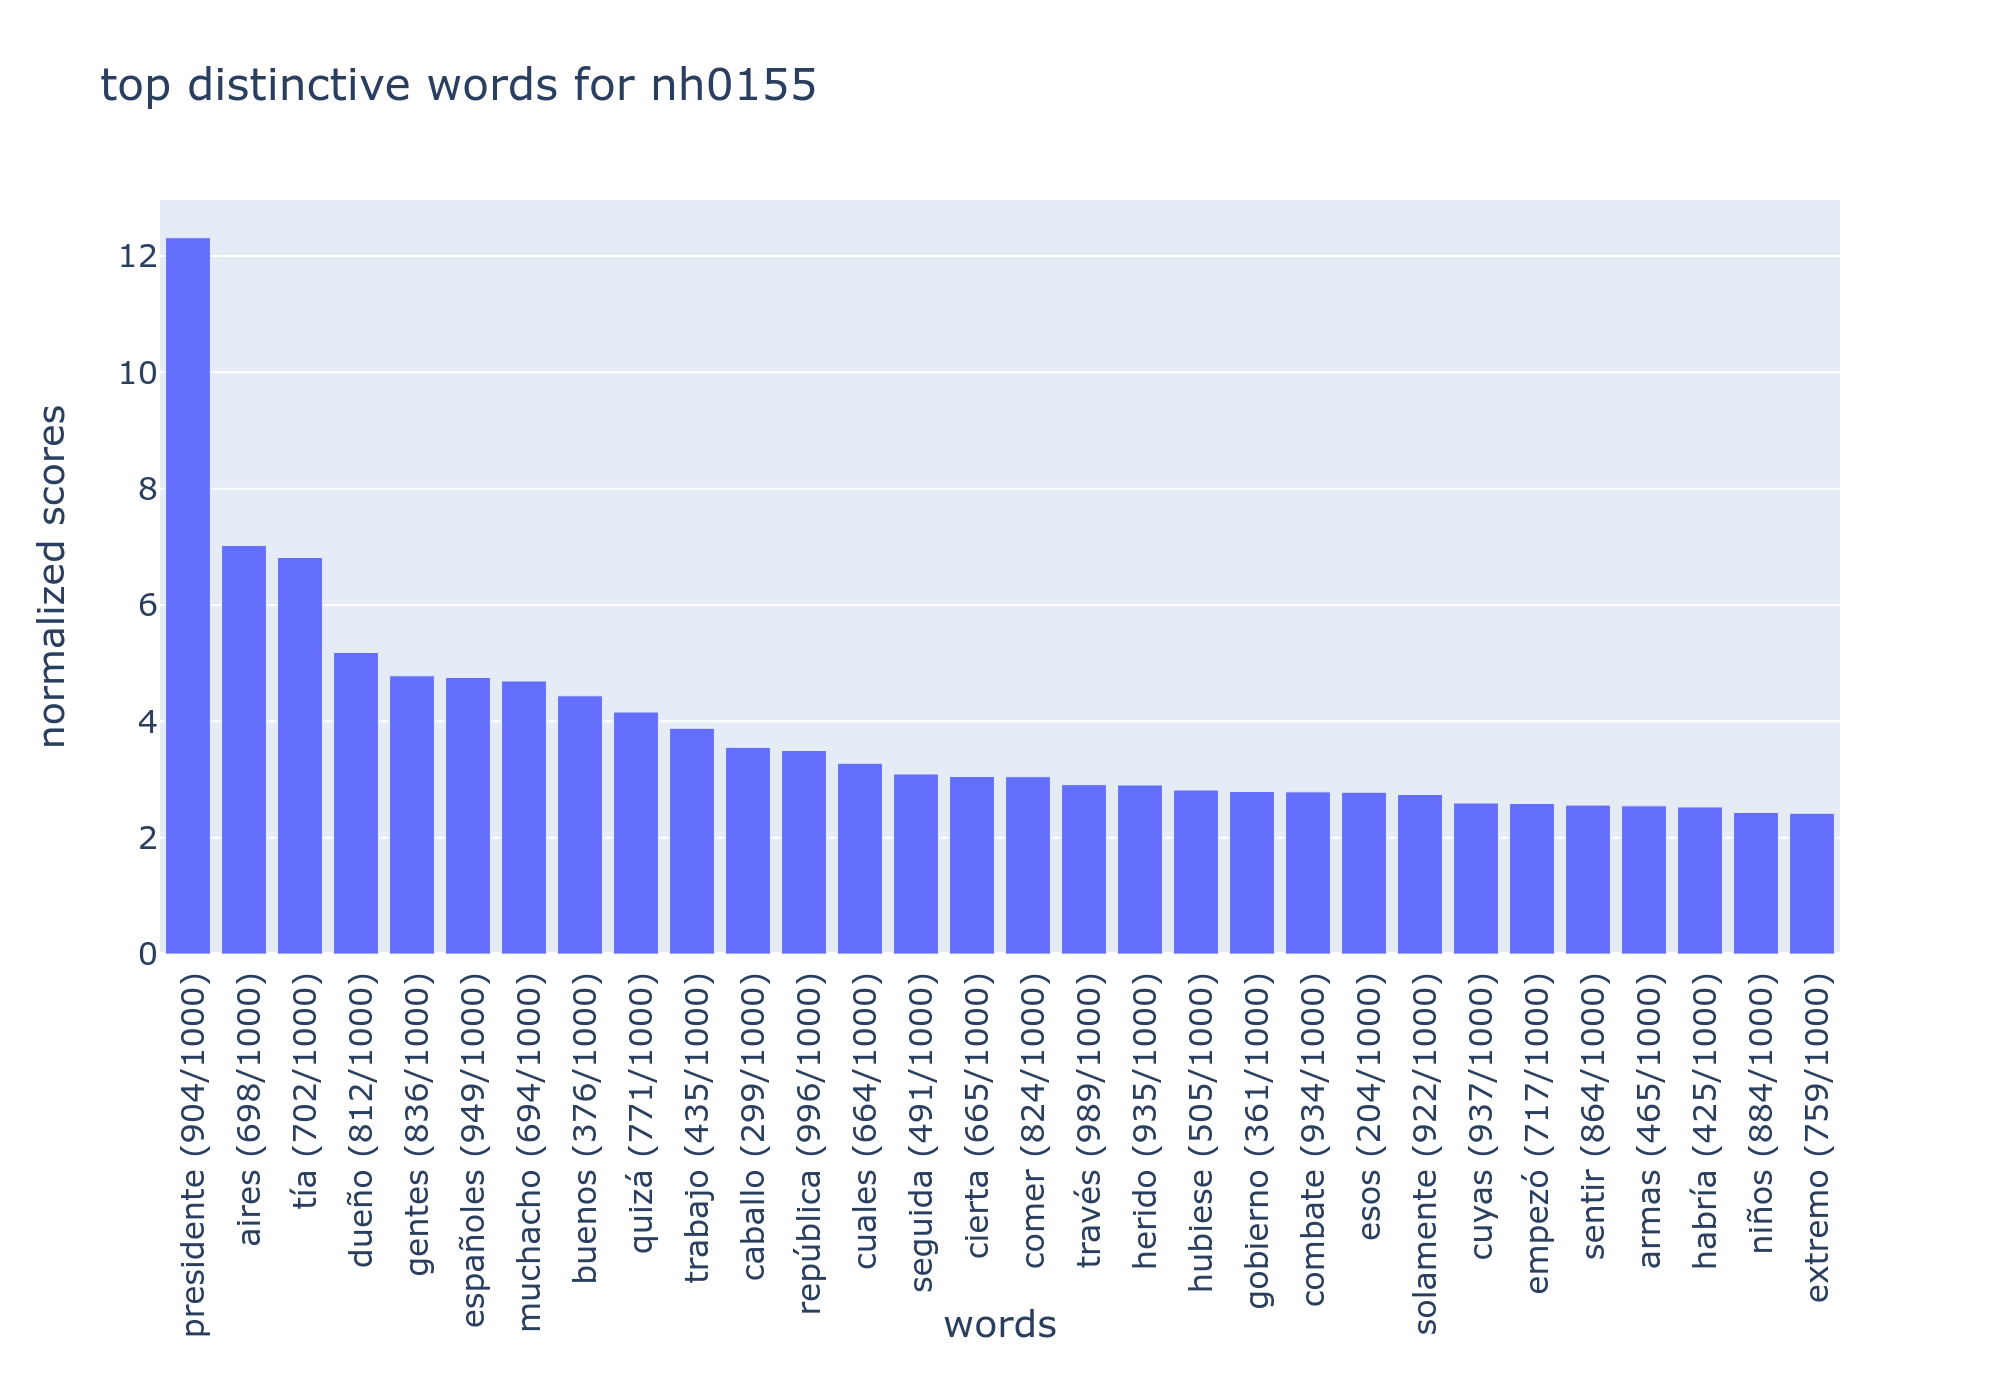 top distinctive words for nh0155
normalized scores
12
10
8
6
4
2
0
presidente (904/1000)
aires (698/1000)
tía (702/1000)
dueño (812/1000)
gentes (836/1000)
españoles (949/1000)
muchacho (694/1000)
buenos (376/1000)
quizá (771/1000)
trabajo (435/1000)
caballo (299/1000)
república (996/1000)
cuales (664/1000)
seguida (491/1000)
cierta (665/1000)
comer (824/1000)
través (989/1000)
herido (935/1000)
hubiese (505/1000)
gobierno (361/1000)
combate (934/1000)
esos (204/1000)
solamente (922/1000)
cuyas (937/1000)
empezó (717/1000)
sentir (864/1000)
armas (465/1000)
habría (425/1000)
niños (884/1000)
extremo (759/1000)
words